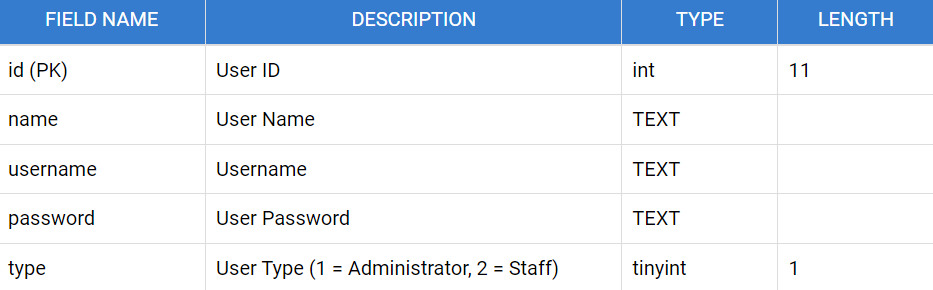 FIELD NAME DESCRIPTION TYPE LENGTH
id (PK) User ID int 11
name User Name TEXT
username Username TEXT
password User Password TEXT
type User Type (1 = Administrator, 2 = Staff) tinyint 1